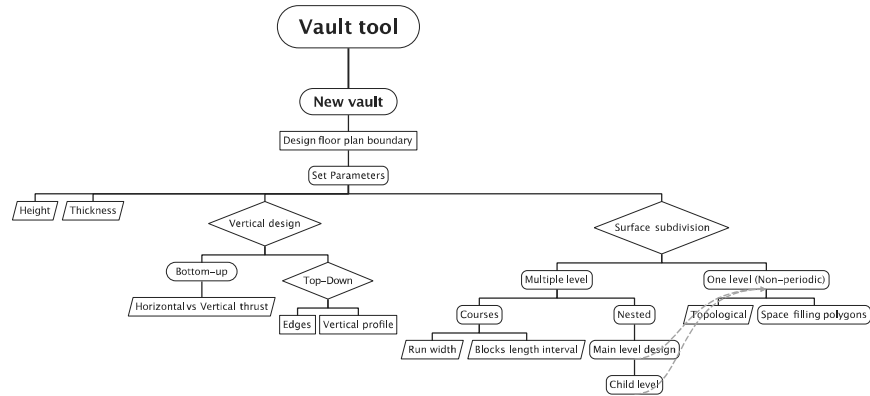 Vault tool
New vault
Design floor plan boundary
Set Parameters
Height
Thickness
Vertical design
Surface subdivision
Bottom-up
Top-Down
Multiple level
One level (Non-periodic)
Horizontal vs Vertical thrust
Edges
Vertical profile
Courses
Nested
Topological
Space filling polygons
Run width
Blocks length interval
Main level design
Child level